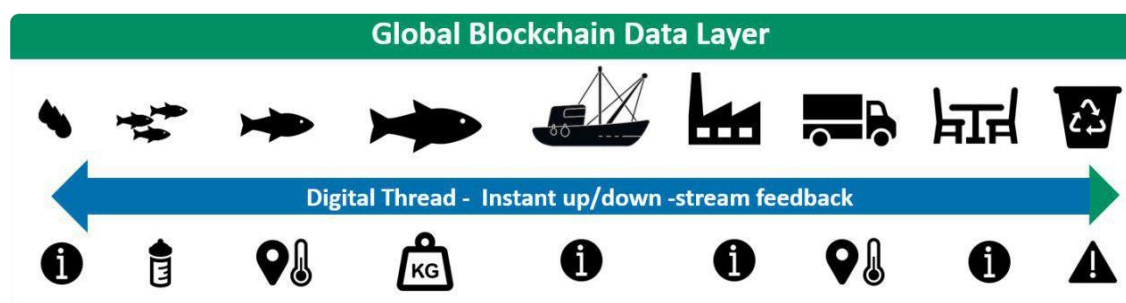 Global Blockchain Data Layer
Digital Thread - Instant up/down -stream feedback
KG